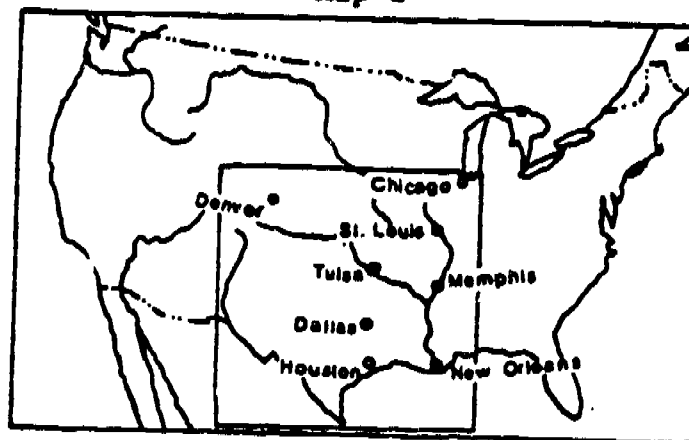 Chicago
Denver
St. Louis
Tulsa
Memphis
Dallas
Houston
New Orleans